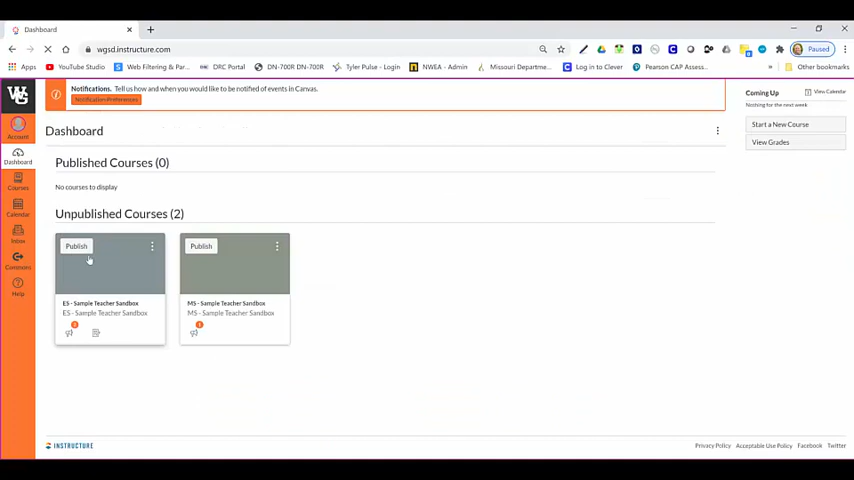 Dashboard
wgsd.instructure.com
Paused
Apps YouTube Studio Web Filtering & Par... DRC Portal DN-700R DN-700R Tyler Pulse - Login NWEA - Admin Missouri Departme... Log in to Clever Pearson CAP Assess... » Other bookmarks
WG
Account
Dashboard
Courses
Calendar
Inbox
Commons
Help
Notifications. Tell us how and when you would like to be notified of events in Canvas.
Notification Preferences
Dashboard
Published Courses (0)
No courses to display
Unpublished Courses (2)
Publish
ES - Sample Teacher Sandbox
ES - Sample Teacher Sandbox
Publish
MS - Sample Teacher Sandbox
MS - Sample Teacher Sandbox
Coming Up View Calendar
Nothing for the next week
Start a New Course
View Grades
INSTRUCTURE
Privacy Policy Acceptable Use Policy Facebook Twitter